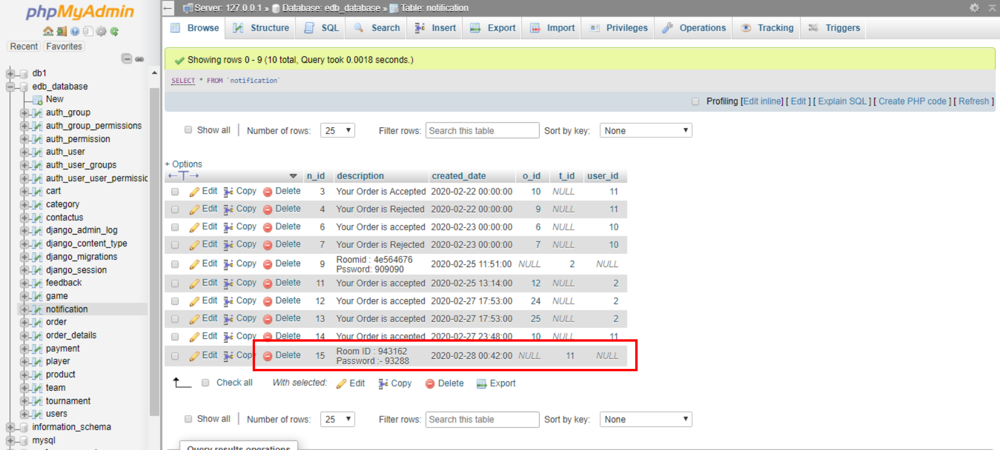 phpMyAdmin
Recent Favorites
db1
edb_database
New
auth_group
auth_group_permissions
auth_permission
auth_user
auth_user_groups
auth_user_user_permissic
cart
category
contactus
django_admin_log
django_content_type
django_migrations
django_session
feedback
game
notification
order
order_details
payment
player
product
team
tournament
users
information_schema
mysql
Server: 127.0.0.1 » Database: edb_database » Table: notification
Browse Structure SQL Search Insert Export Import Privileges Operations Tracking Triggers
Showing rows 0 - 9 (10 total, Query took 0.0018 seconds.)
SELECT * FROM `notification`
Profiling [Edit inline] [ Edit ] [ Explain SQL ] [ Create PHP code ] [ Refresh ]
Show all Number of rows: 25 Filter rows: Search this table Sort by key: None
+ Options
←T→ n_id description created_date o_id t_id user_id
Edit Copy Delete 3 Your Order is Accepted 2020-02-22 00:00:00 10 NULL 11
Edit Copy Delete 4 Your Order is Rejected 2020-02-22 00:00:00 9 NULL 11
Edit Copy Delete 6 Your Order is accepted 2020-02-23 00:00:00 6 NULL 10
Edit Copy Delete 7 Your Order is Rejected 2020-02-23 00:00:00 7 NULL 10
Edit Copy Delete 9 Roomid : 4e564676 2020-02-25 11:51:00 NULL 2 NULL
Pssword: 909090
Edit Copy Delete 11 Your Order is accepted 2020-02-25 13:14:00 12 NULL 2
Edit Copy Delete 12 Your Order is accepted 2020-02-27 17:53:00 24 NULL 2
Edit Copy Delete 13 Your Order is accepted 2020-02-27 17:53:00 25 NULL 2
Edit Copy Delete 14 Your Order is accepted 2020-02-27 23:48:00 10 NULL 11
Edit Copy Delete 15 Room ID : 943162 2020-02-28 00:42:00 NULL 11 NULL
Password :- 93288
Check all With selected: Edit Copy Delete Export
Show all Number of rows: 25 Filter rows: Search this table Sort by key: None
Query results operations